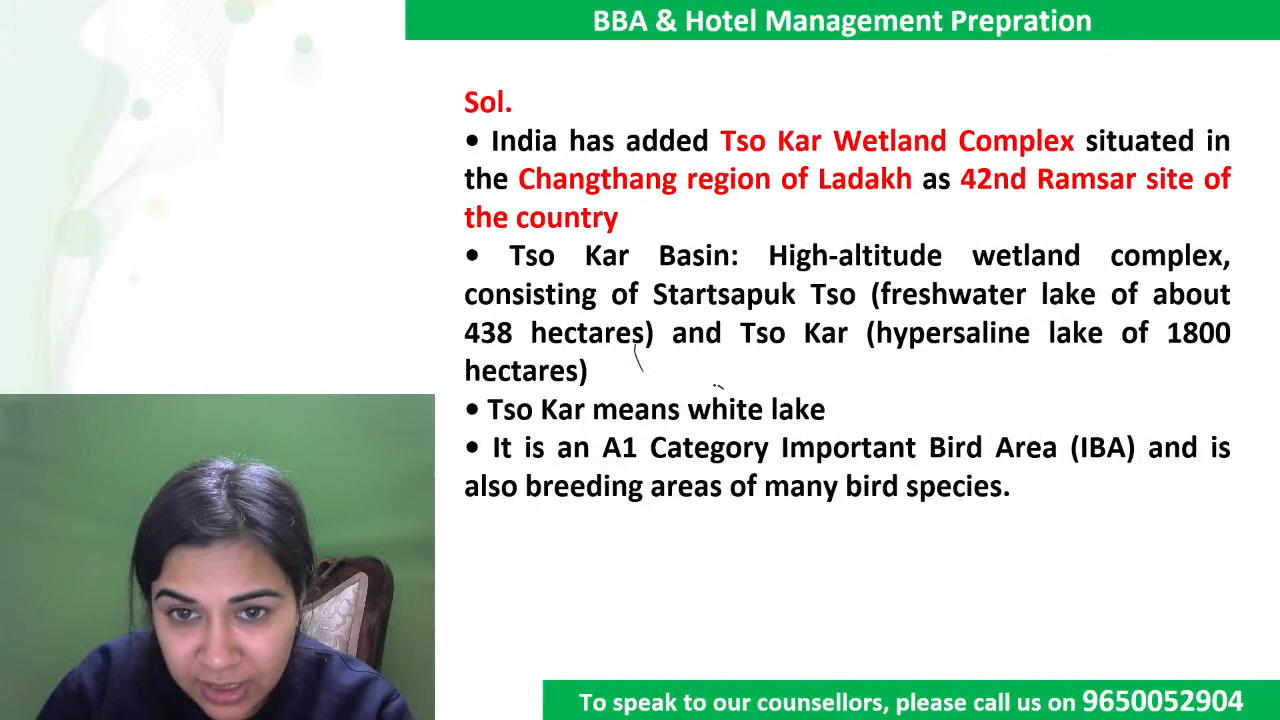 BBA & Hotel Management Prepration
Sol.
• India has added Tso Kar Wetland Complex situated in
the Changthang region of Ladakh as 42nd Ramsar site of
the country
• Tso Kar Basin: High-altitude wetland complex,
consisting of Startsapuk Tso (freshwater lake of about
438 hectares) and Tso Kar (hypersaline lake of 1800
hectares)
• Tso Kar means white lake
• It is an A1 Category Important Bird Area (IBA) and is
also breeding areas of many bird species.
To speak to our counsellors, please call us on 9650052904